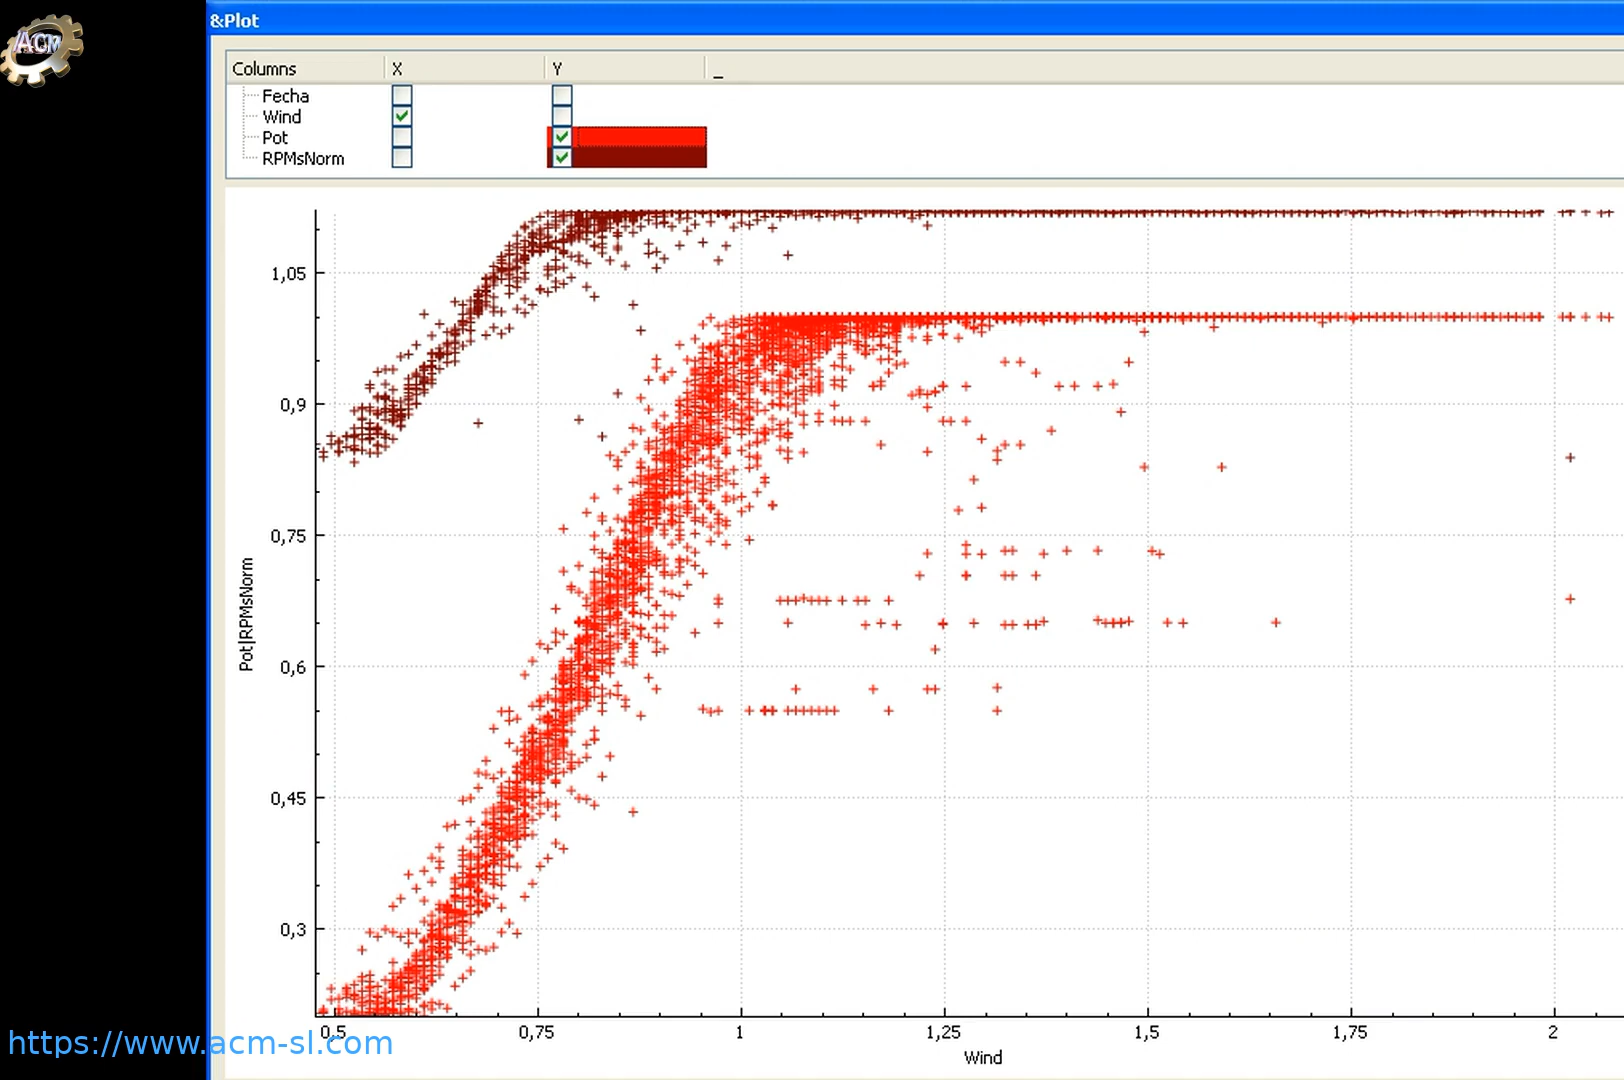 ACM
&Plot
Columns X Y _
Fecha
Wind
Pot
RPMsNorm
1,05
0,9
0,75
0,6
0,45
0,3
Pot|RPMsNorm
0,5 0,75 1 1,25 1,5 1,75 2
Wind
https://www.acm-sl.com